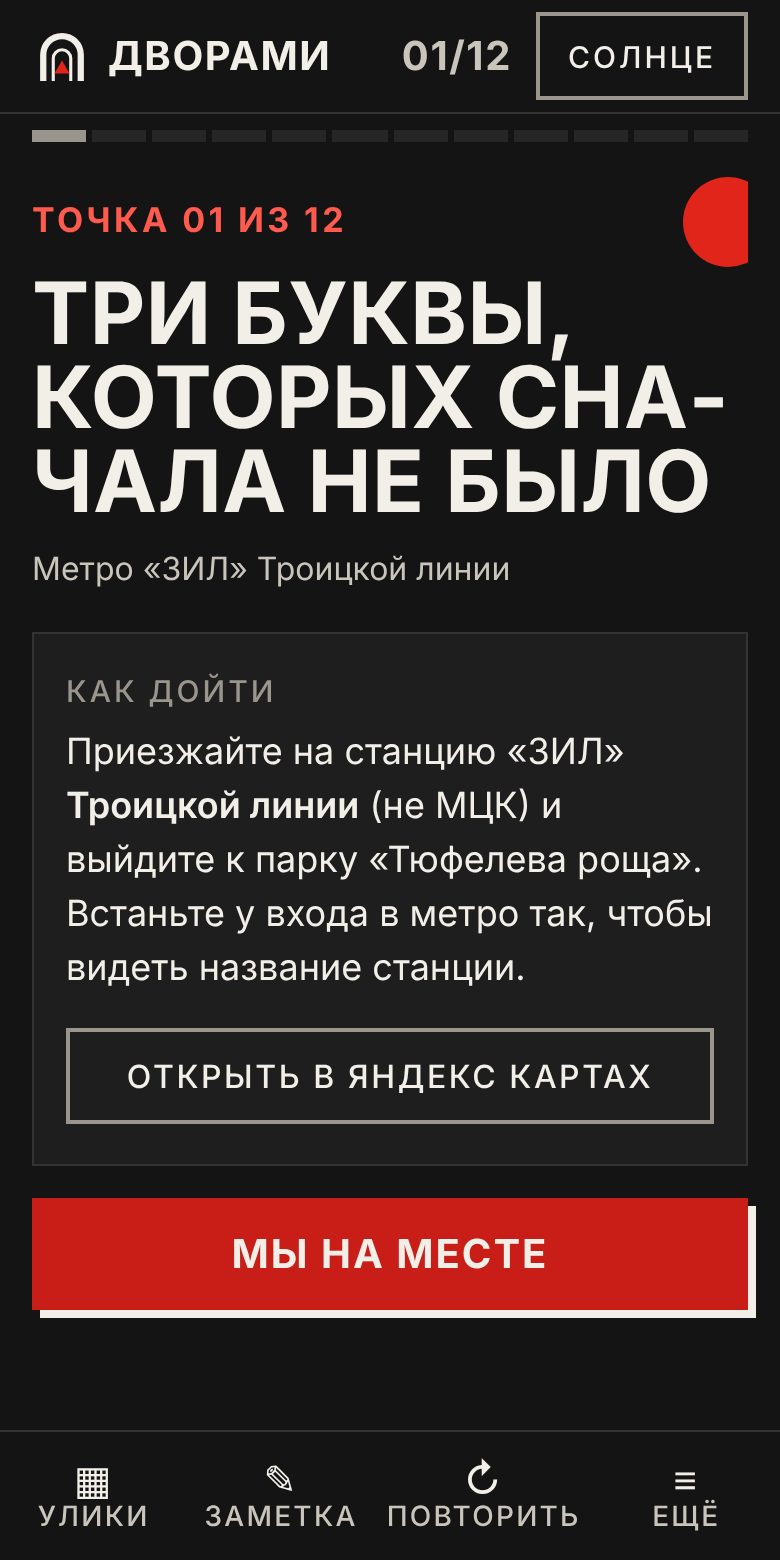 ДВОРАМИ
01/12
СОЛНЦЕ
ТОЧКА 01 ИЗ 12
ТРИ БУКВЫ,
КОТОРЫХ СНА-
ЧАЛА НЕ БЫЛО
Метро «ЗИЛ» Троицкой линии
КАК ДОЙТИ
Приезжайте на станцию «ЗИЛ»
Троицкой линии (не МЦК) и
выйдите к парку «Тюфелева роща».
Встаньте у входа в метро так, чтобы
видеть название станции.
ОТКРЫТЬ В ЯНДЕКС КАРТАХ
МЫ НА МЕСТЕ
УЛИКИ
ЗАМЕТКА
ПОВТОРИТЬ
ЕЩЁ